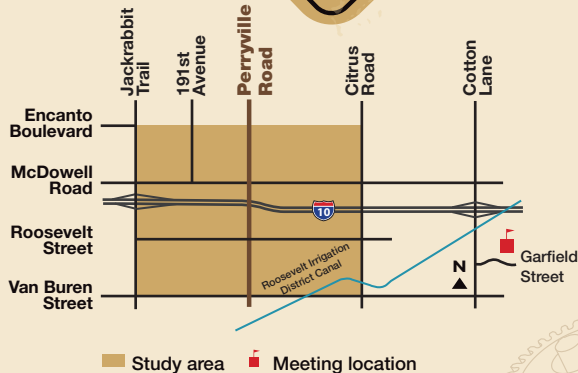 Jackrabbit
Trail
191st
Avenue
Perryville
Road
Citrus
Road
Cotton
Lane
Encanto
Boulevard
McDowell
Road
10
Roosevelt
Street
Roosevelt Irrigation
District Canal
N
Garfield
Street
Van Buren
Street
Study area
Meeting location